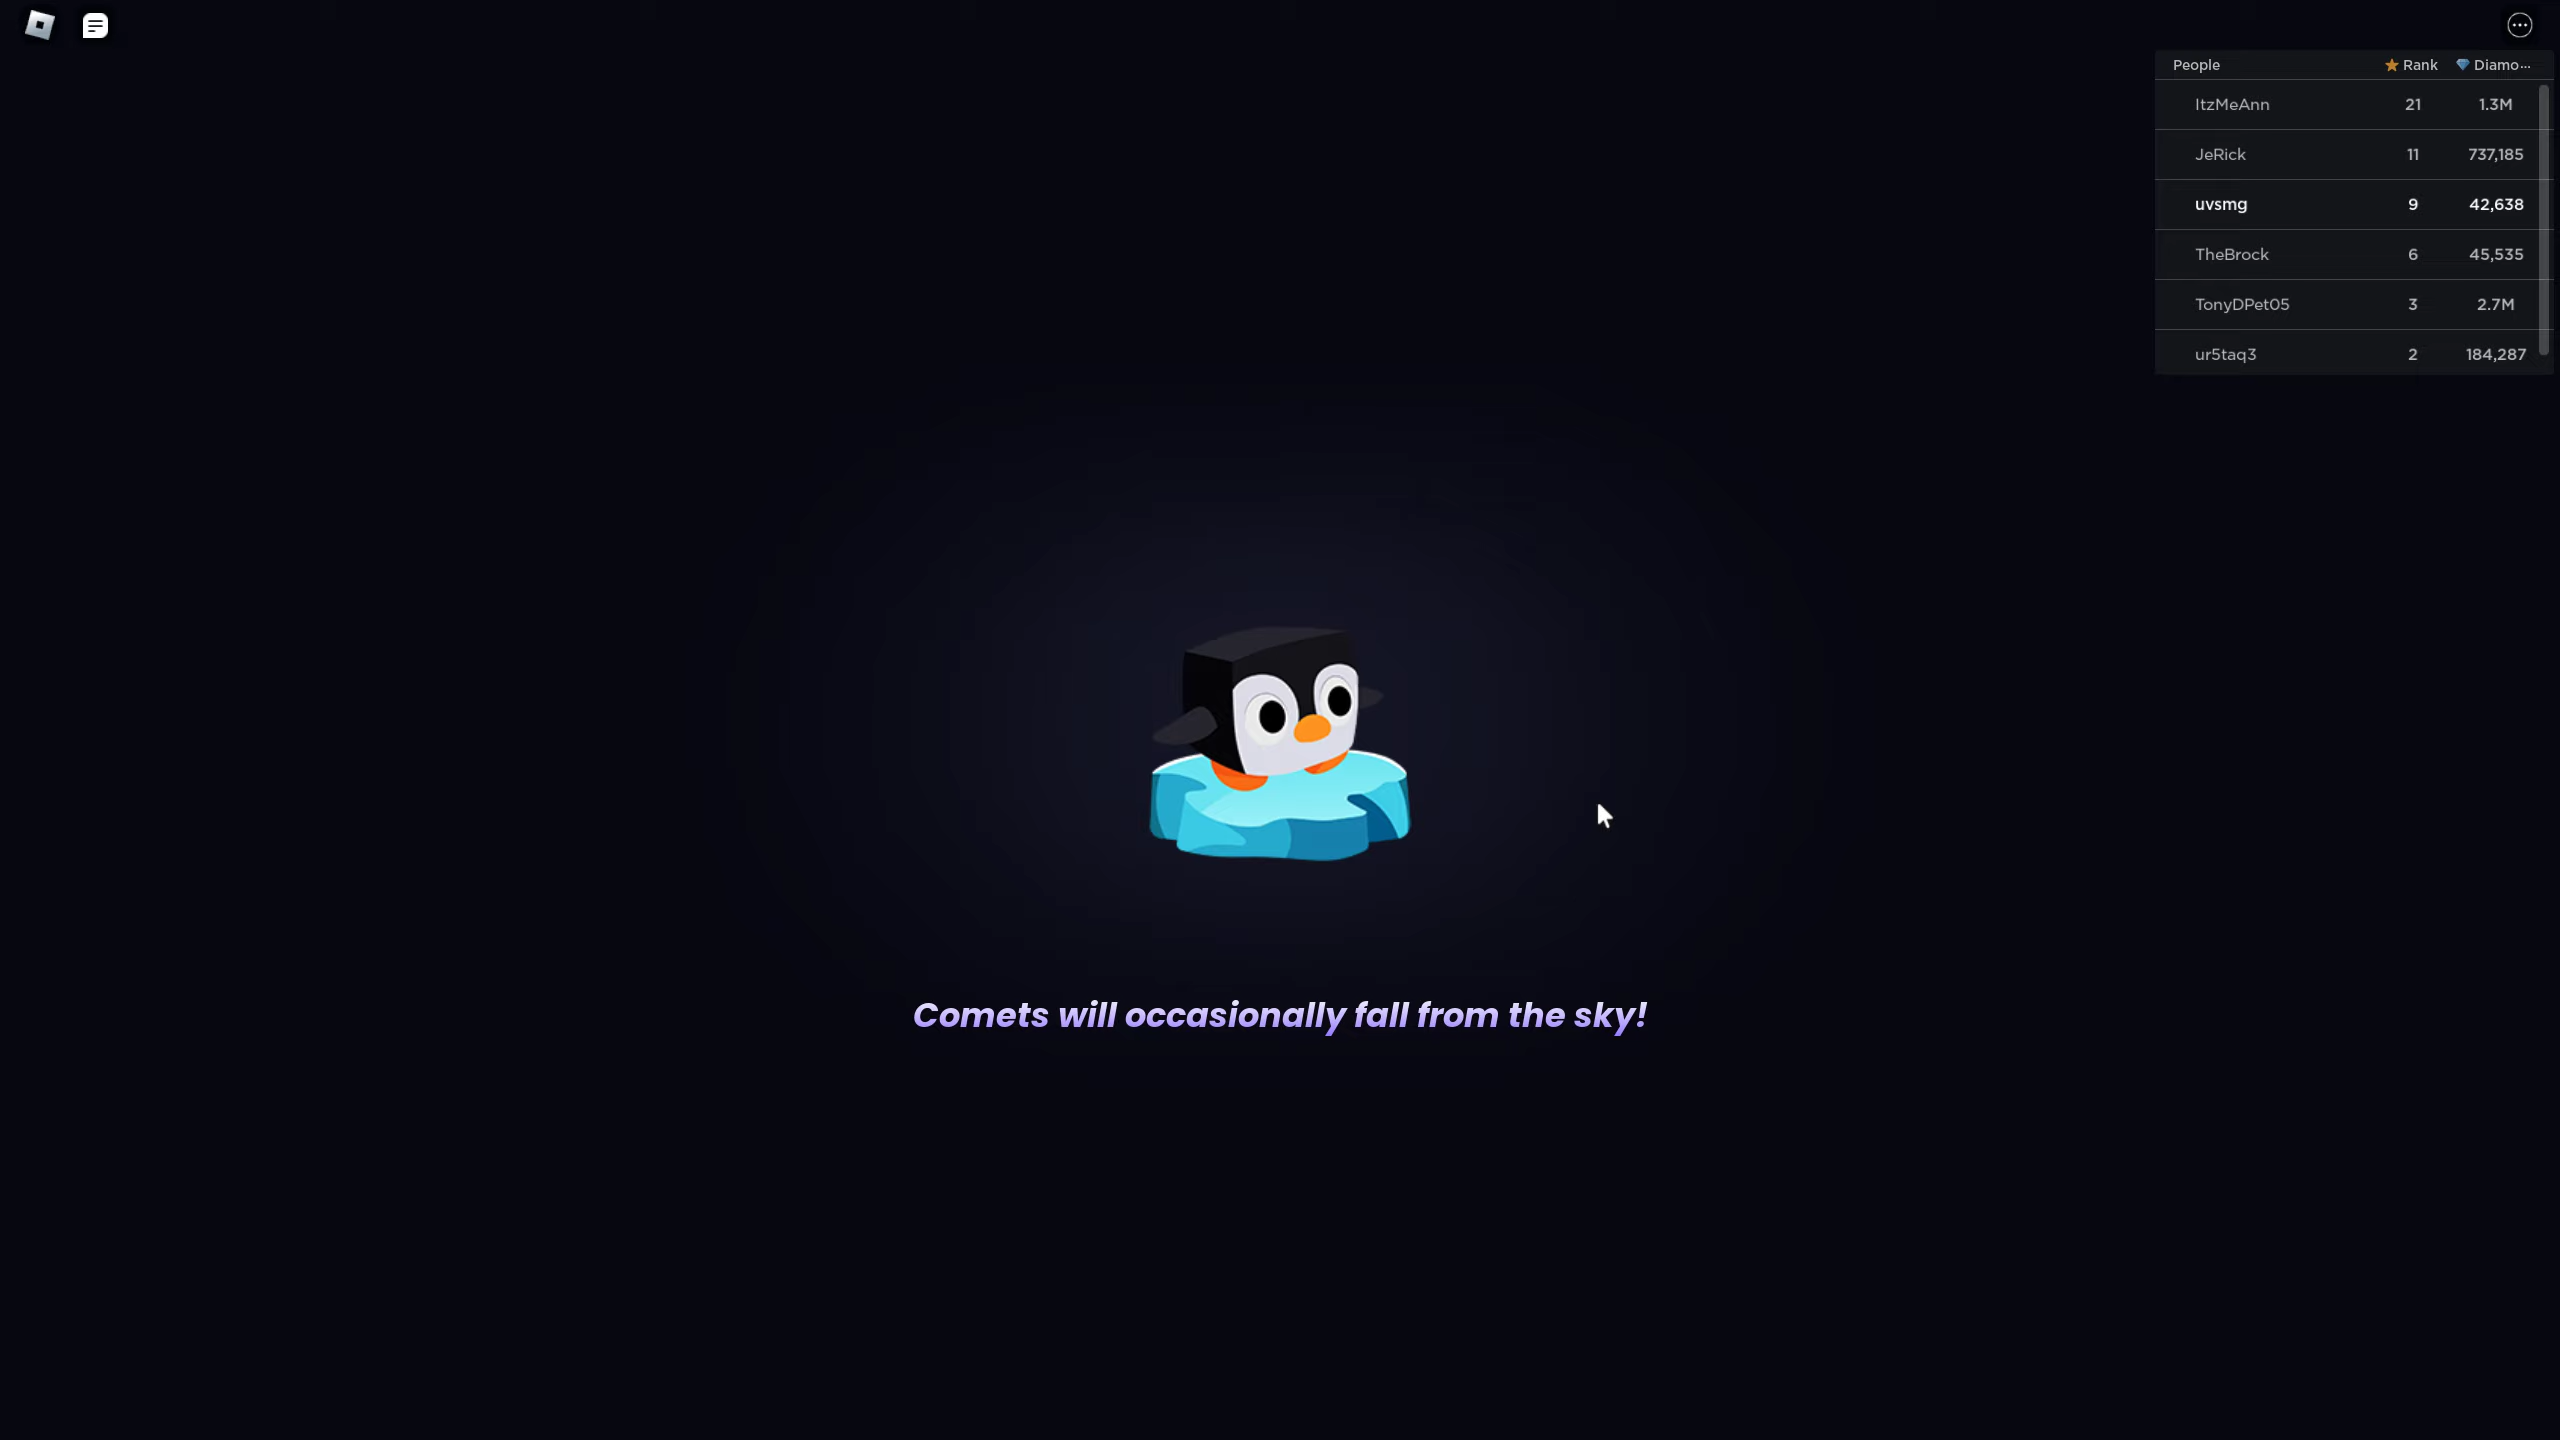 People Rank Diamo...
ItzMeAnn 21 1.3M
JeRick 11 737,185
uvsmg 9 42,638
TheBrock 6 45,535
TonyDPet05 3 2.7M
ur5taq3 2 184,287
Comets will occasionally fall from the sky!